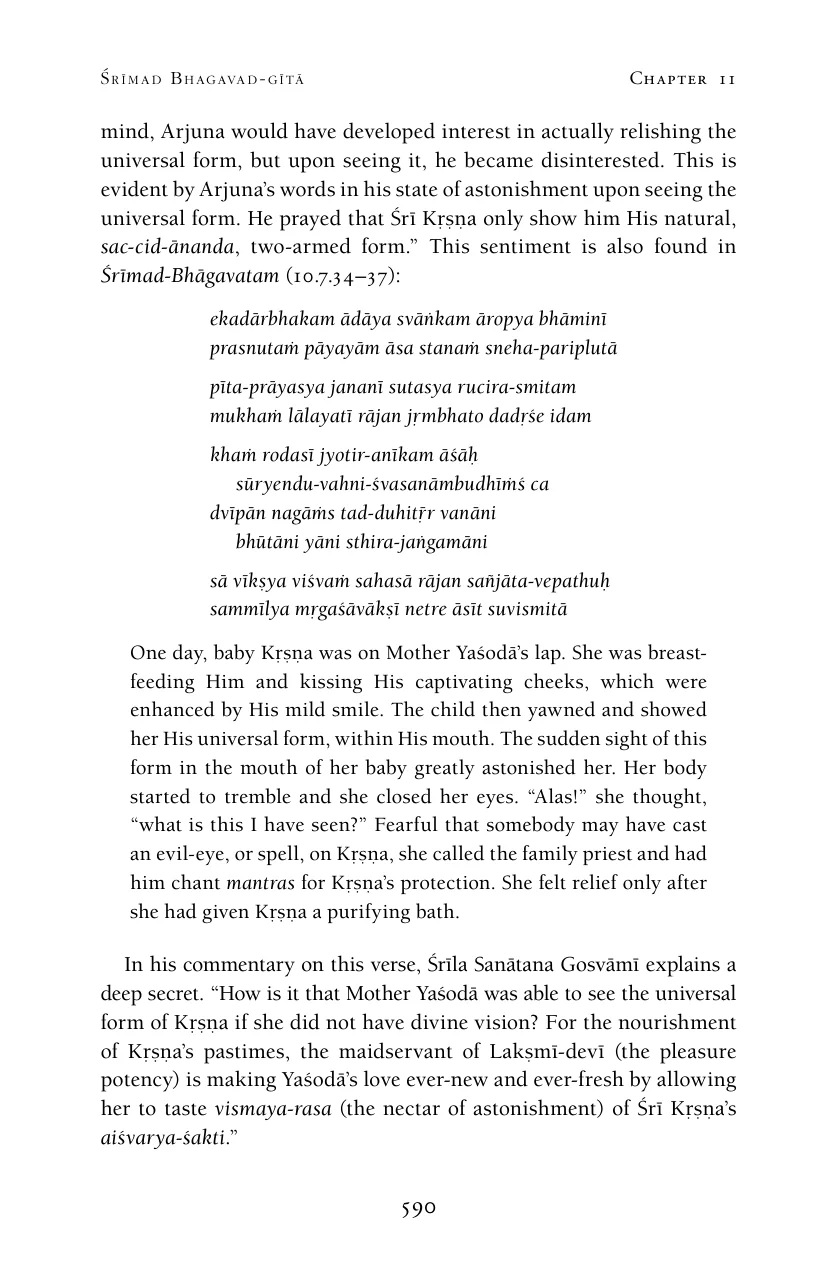 Śrīmad Bhagavad-gītā Chapter 11
mind, Arjuna would have developed interest in actually relishing the
universal form, but upon seeing it, he became disinterested. This is
evident by Arjuna’s words in his state of astonishment upon seeing the
universal form. He prayed that Śrī Kṛṣṇa only show him His natural,
sac-cid-ānanda, two-armed form.” This sentiment is also found in
Śrīmad-Bhāgavatam (10.7.34–37):
ekadārbhakam ādāya svāṅkam āropya bhāminī
prasnutaṁ pāyayām āsa stanaṁ sneha-pariplutā
pīta-prāyasya jananī sutasya rucira-smitam
mukhaṁ lālayatī rājan jṛmbhato dadṛśe idam
khaṁ rodasī jyotir-anīkam āśāḥ
sūryendu-vahni-śvasanāmbudhīṁś ca
dvīpān nagāṁs tad-duhitṝr vanāni
bhūtāni yāni sthira-jaṅgamāni
sā vīkṣya viśvaṁ sahasā rājan sañjāta-vepathuḥ
sammīlya mṛgaśāvākṣī netre āsīt suvismitā
One day, baby Kṛṣṇa was on Mother Yaśodā’s lap. She was breast-
feeding Him and kissing His captivating cheeks, which were
enhanced by His mild smile. The child then yawned and showed
her His universal form, within His mouth. The sudden sight of this
form in the mouth of her baby greatly astonished her. Her body
started to tremble and she closed her eyes. “Alas!” she thought,
“what is this I have seen?” Fearful that somebody may have cast
an evil-eye, or spell, on Kṛṣṇa, she called the family priest and had
him chant mantras for Kṛṣṇa’s protection. She felt relief only after
she had given Kṛṣṇa a purifying bath.
In his commentary on this verse, Śrīla Sanātana Gosvāmī explains a
deep secret. “How is it that Mother Yaśodā was able to see the universal
form of Kṛṣṇa if she did not have divine vision? For the nourishment
of Kṛṣṇa’s pastimes, the maidservant of Lakṣmī-devī (the pleasure
potency) is making Yaśodā’s love ever-new and ever-fresh by allowing
her to taste vismaya-rasa (the nectar of astonishment) of Śrī Kṛṣṇa’s
aiśvarya-śakti.”
590